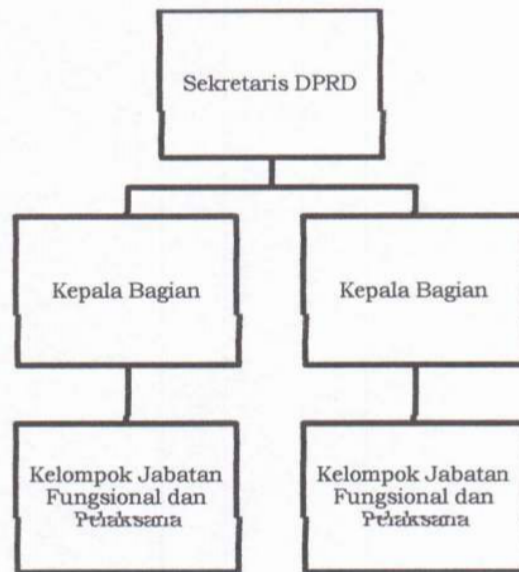 Sekretaris DPRD
Kepala Bagian
Kepala Bagian
Kelompok Jabatan
Fungsional dan
Pelaksana
Kelompok Jabatan
Fungsional dan
Pelaksana